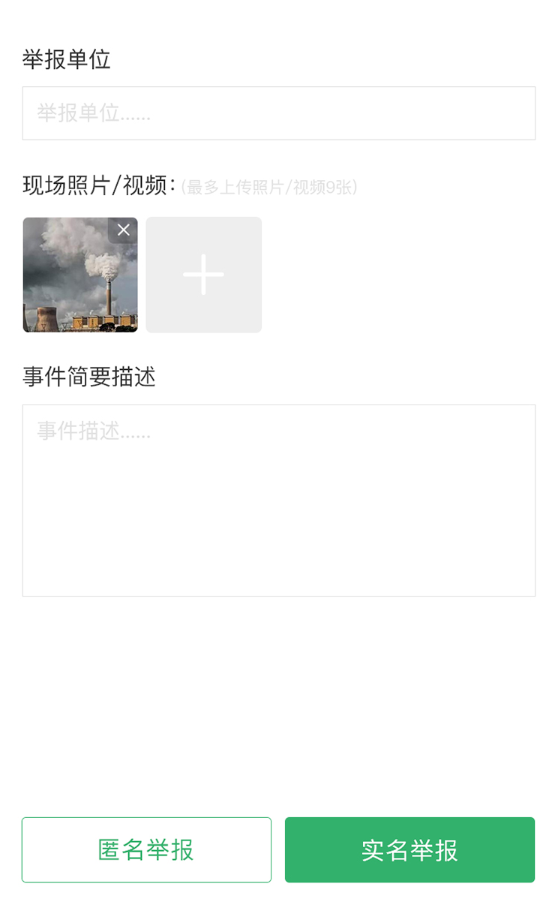 举报单位
举报单位......
现场照片/视频：(最多上传照片/视频9张)
事件简要描述
事件描述......
匿名举报
实名举报